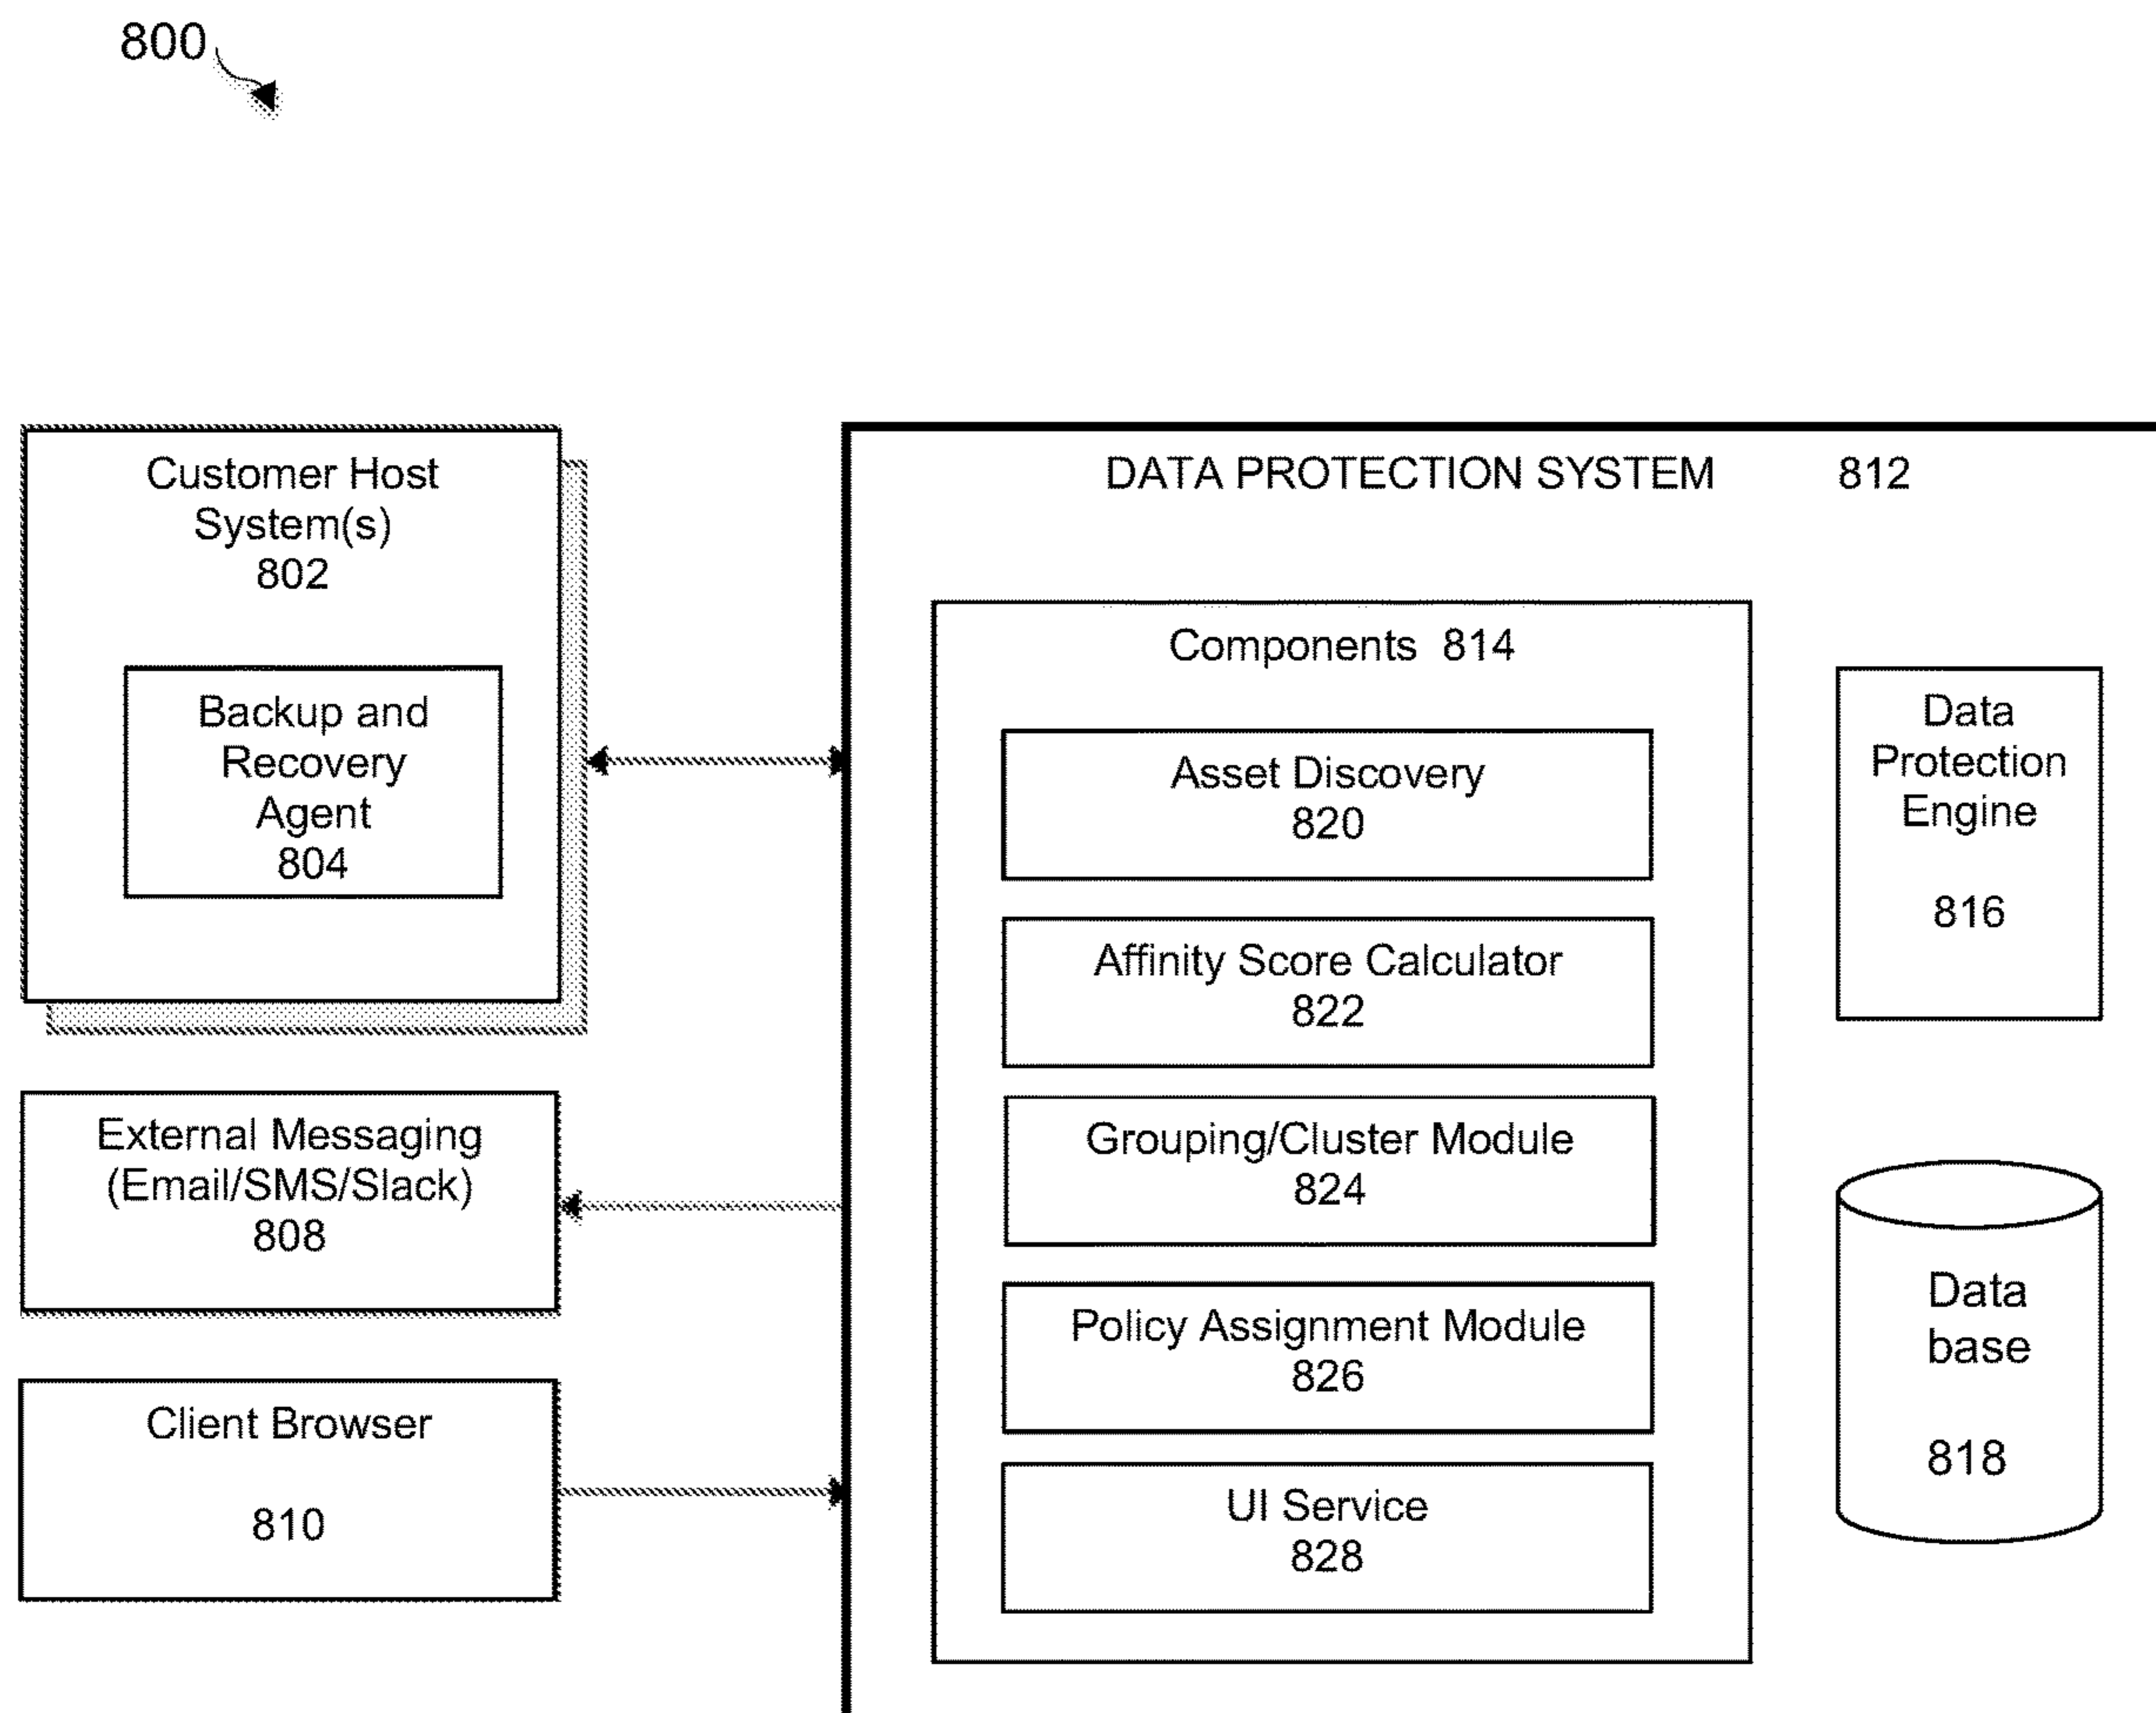 800
Customer Host
System(s)
802
Backup and
Recovery
Agent
804
External Messaging
(Email/SMS/Slack)
808
Client Browser
810
DATA PROTECTION SYSTEM 812
Components 814
Asset Discovery
820
Affinity Score Calculator
822
Grouping/Cluster Module
824
Policy Assignment Module
826
UI Service
828
Data
Protection
Engine
816
Data
base
818